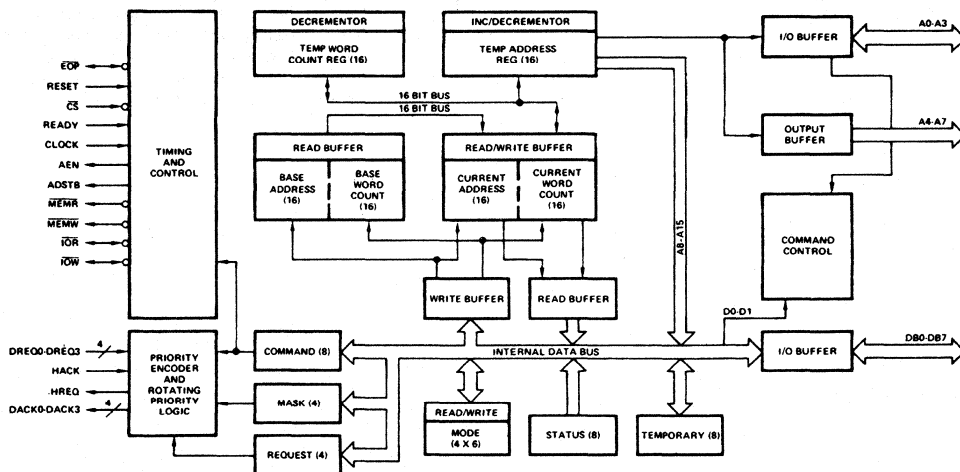 DECREMENTOR
TEMP WORD
COUNT REG (16)
INC/DECREMENTOR
TEMP ADDRESS
REG (16)
I/O BUFFER
A0-A3
EOP
RESET
CS
READY
CLOCK
AEN
ADSTB
MEMR
MEMW
IOR
IOW
TIMING
AND
CONTROL
16 BIT BUS
16 BIT BUS
READ BUFFER
BASE
ADDRESS
(16)
BASE
WORD
COUNT
(16)
READ/WRITE BUFFER
CURRENT
ADDRESS
(16)
CURRENT
WORD
COUNT
(16)
OUTPUT
BUFFER
A4-A7
A8-A15
COMMAND
CONTROL
WRITE BUFFER
READ BUFFER
D0-D1
DREQ0-DREQ3
4
HACK
HREQ
DACK0-DACK3
4
PRIORITY
ENCODER
AND
ROTATING
PRIORITY
LOGIC
COMMAND (8)
MASK (4)
REQUEST (4)
INTERNAL DATA BUS
I/O BUFFER
DB0-DB7
READ/WRITE
MODE
(4 X 6)
STATUS (8)
TEMPORARY (8)